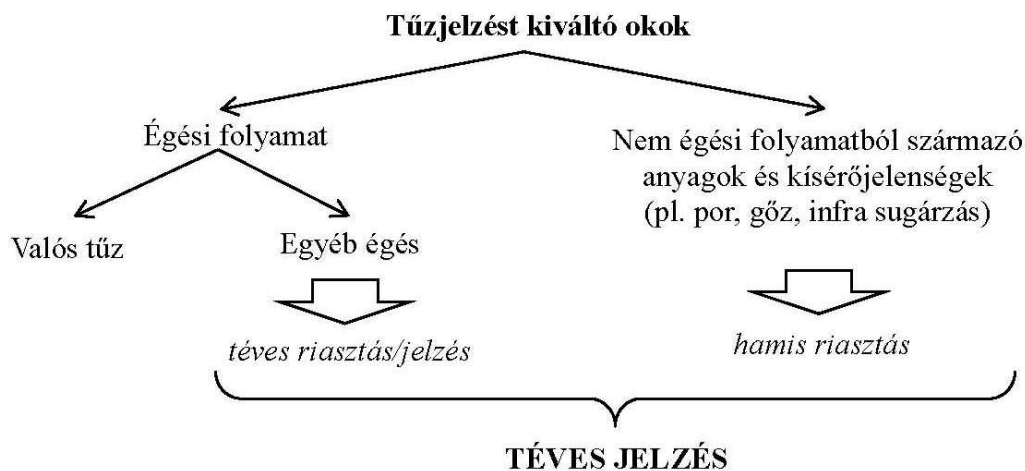 Tűzjelzést kiváltó okok
Égési folyamat
Nem égési folyamatból származó
anyagok és kísérőjelenségek
(pl. por, gőz, infra sugárzás)
Valós tűz
Egyéb égés
téves riasztás/jelzés
hamis riasztás
TÉVES JELZÉS